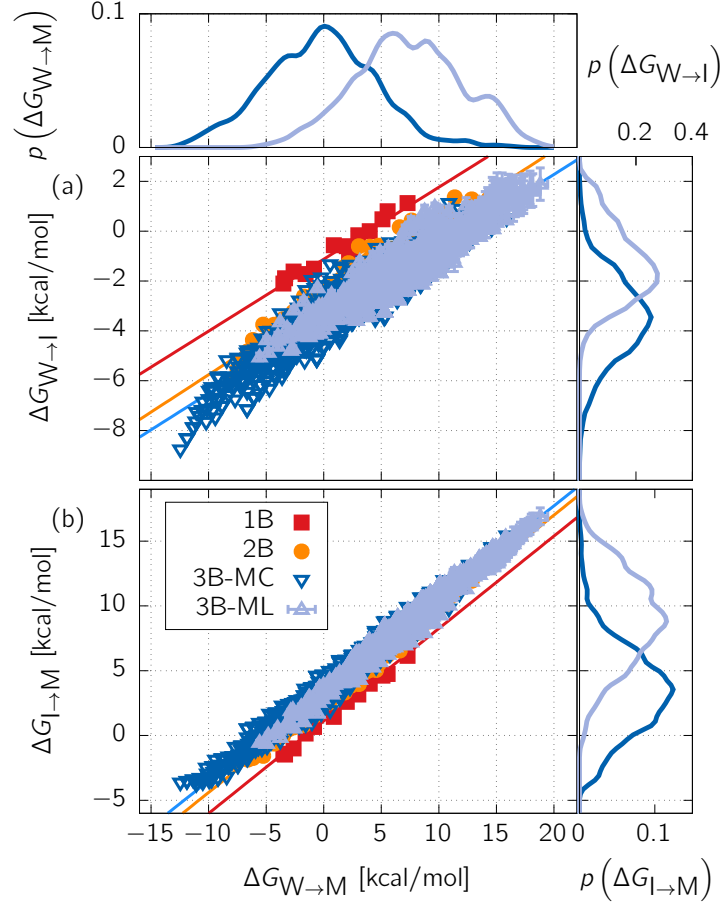 0.1
p (ΔG_W→M)
0
p (ΔG_W→I)
0.2 0.4
(a)
2
0
−2
−4
−6
−8
ΔG_W→I [kcal/mol]
(b)
1B
2B
3B-MC
3B-ML
15
10
5
0
−5
ΔG_I→M [kcal/mol]
−15 −10 −5 0 5 10 15 20
0 0.1
ΔG_W→M [kcal/mol]
p (ΔG_I→M)